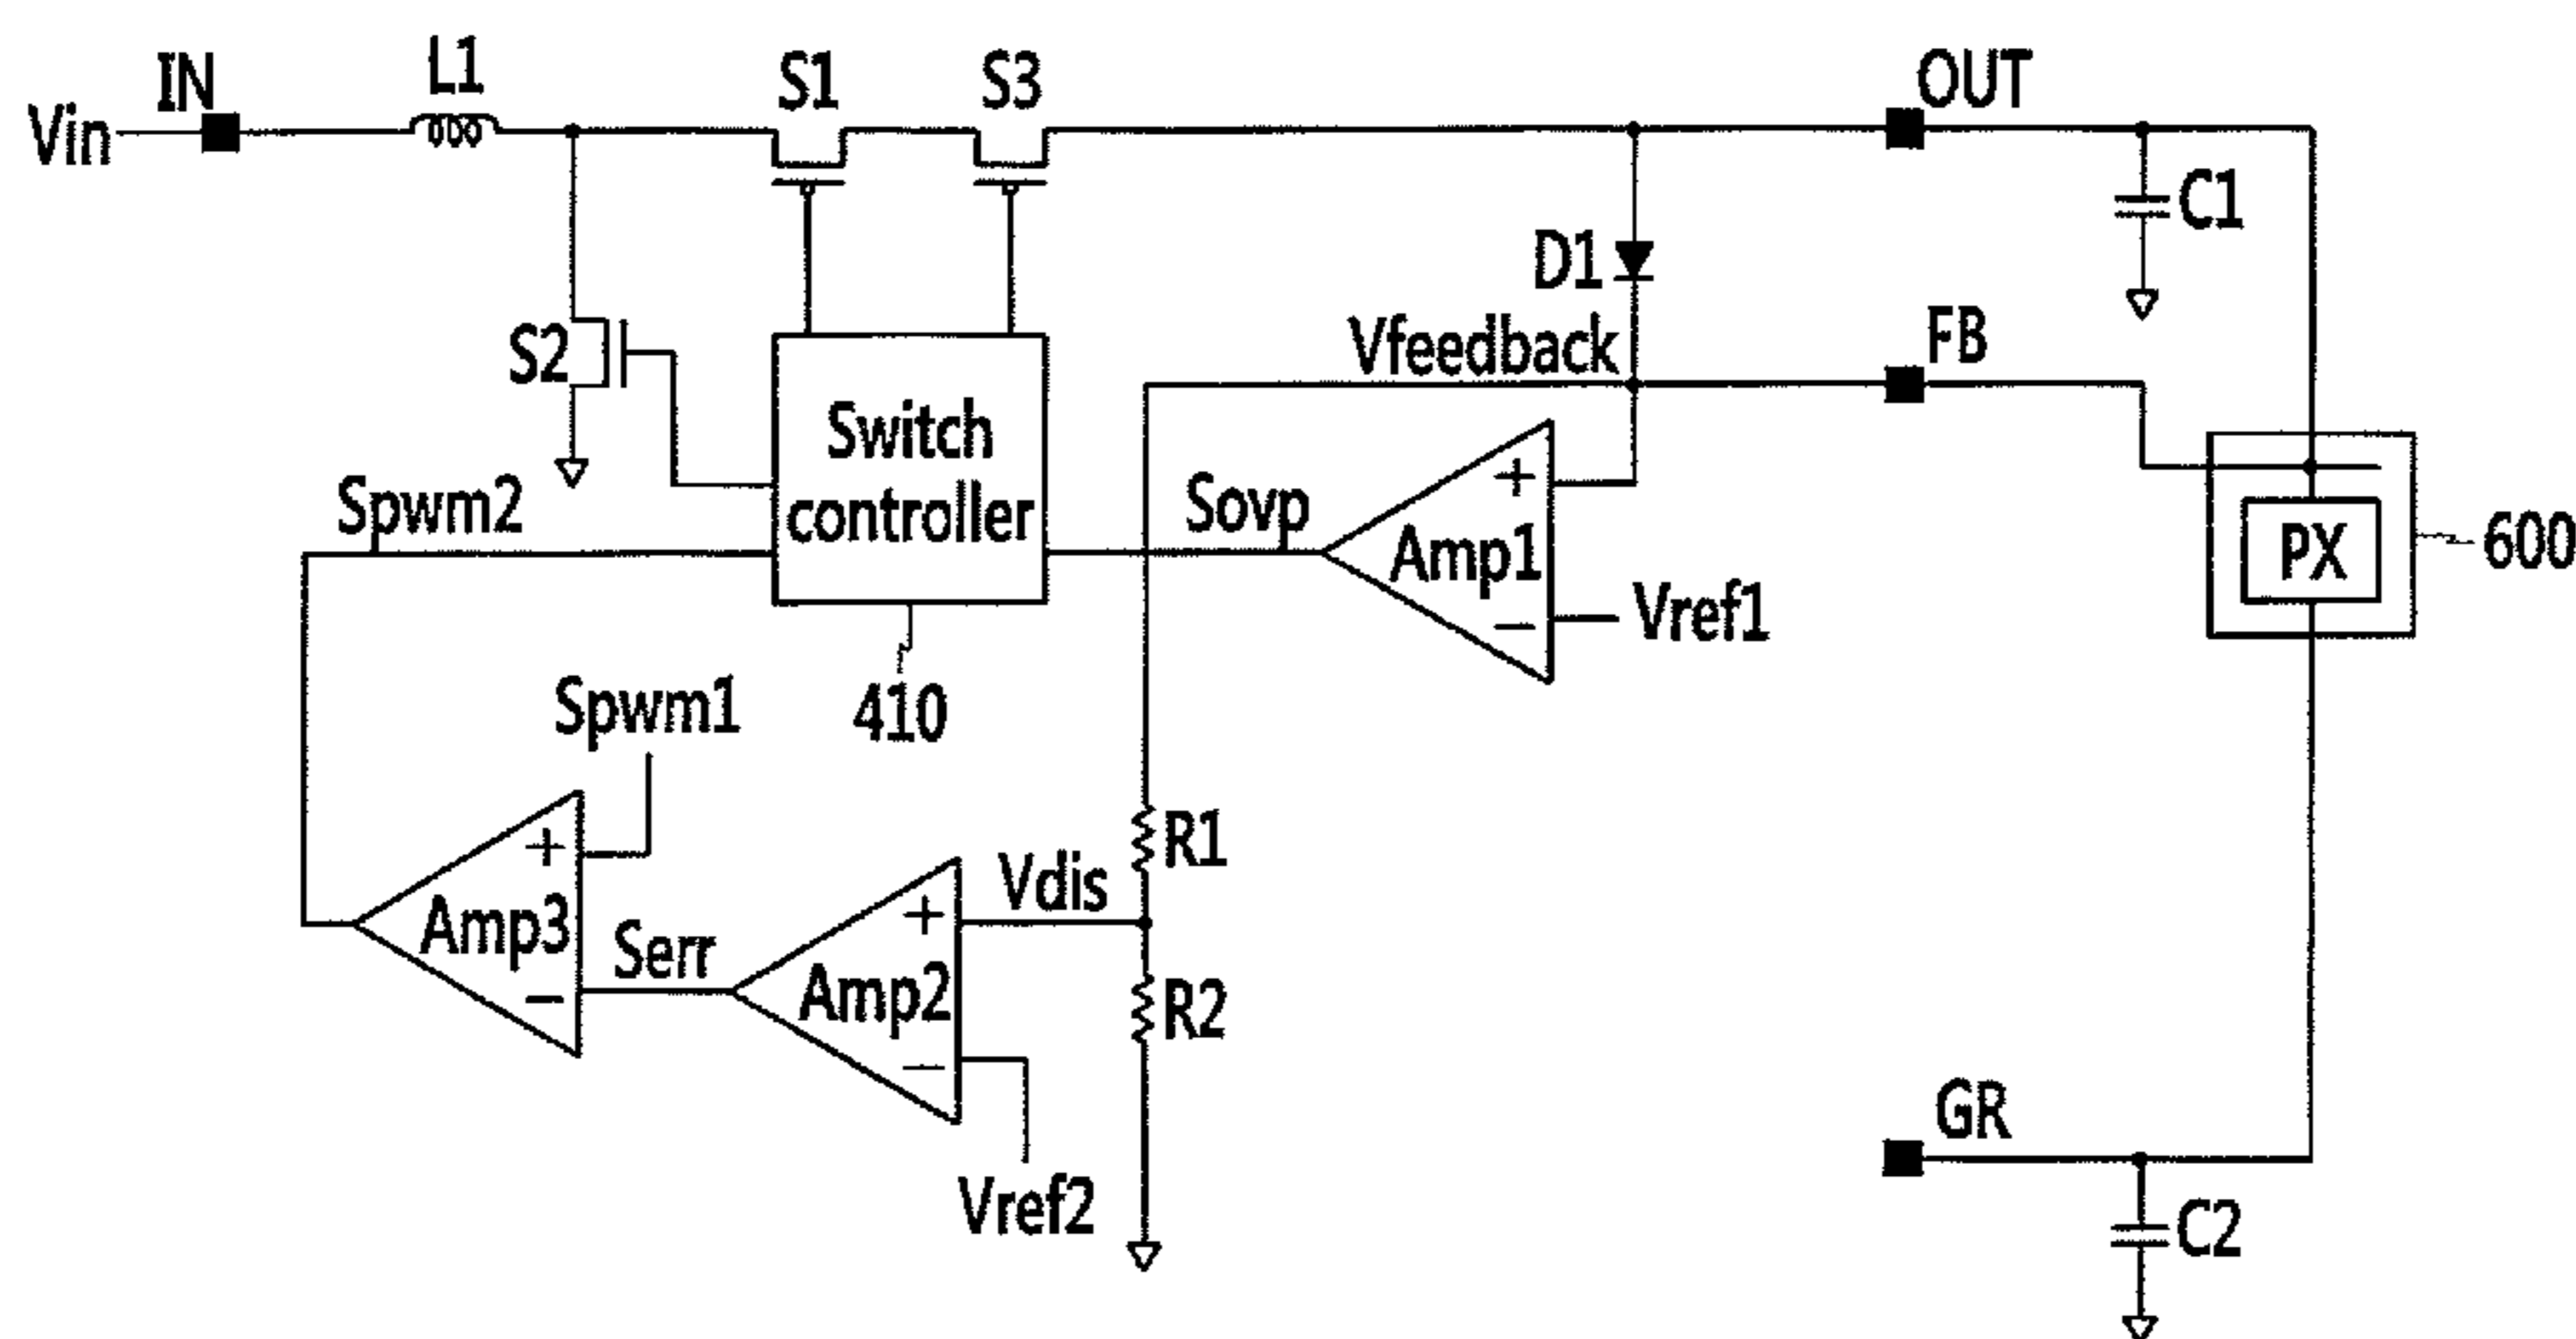 Vin
IN
L1
S1
S3
OUT
C1
D1
S2
Vfeedback
FB
Switch
controller
Spwm2
Sovp
+
Amp1
−
Vref1
PX
600
410
Spwm1
+
Amp3
−
Serr
+
Amp2
−
Vdis
R1
R2
Vref2
GR
C2